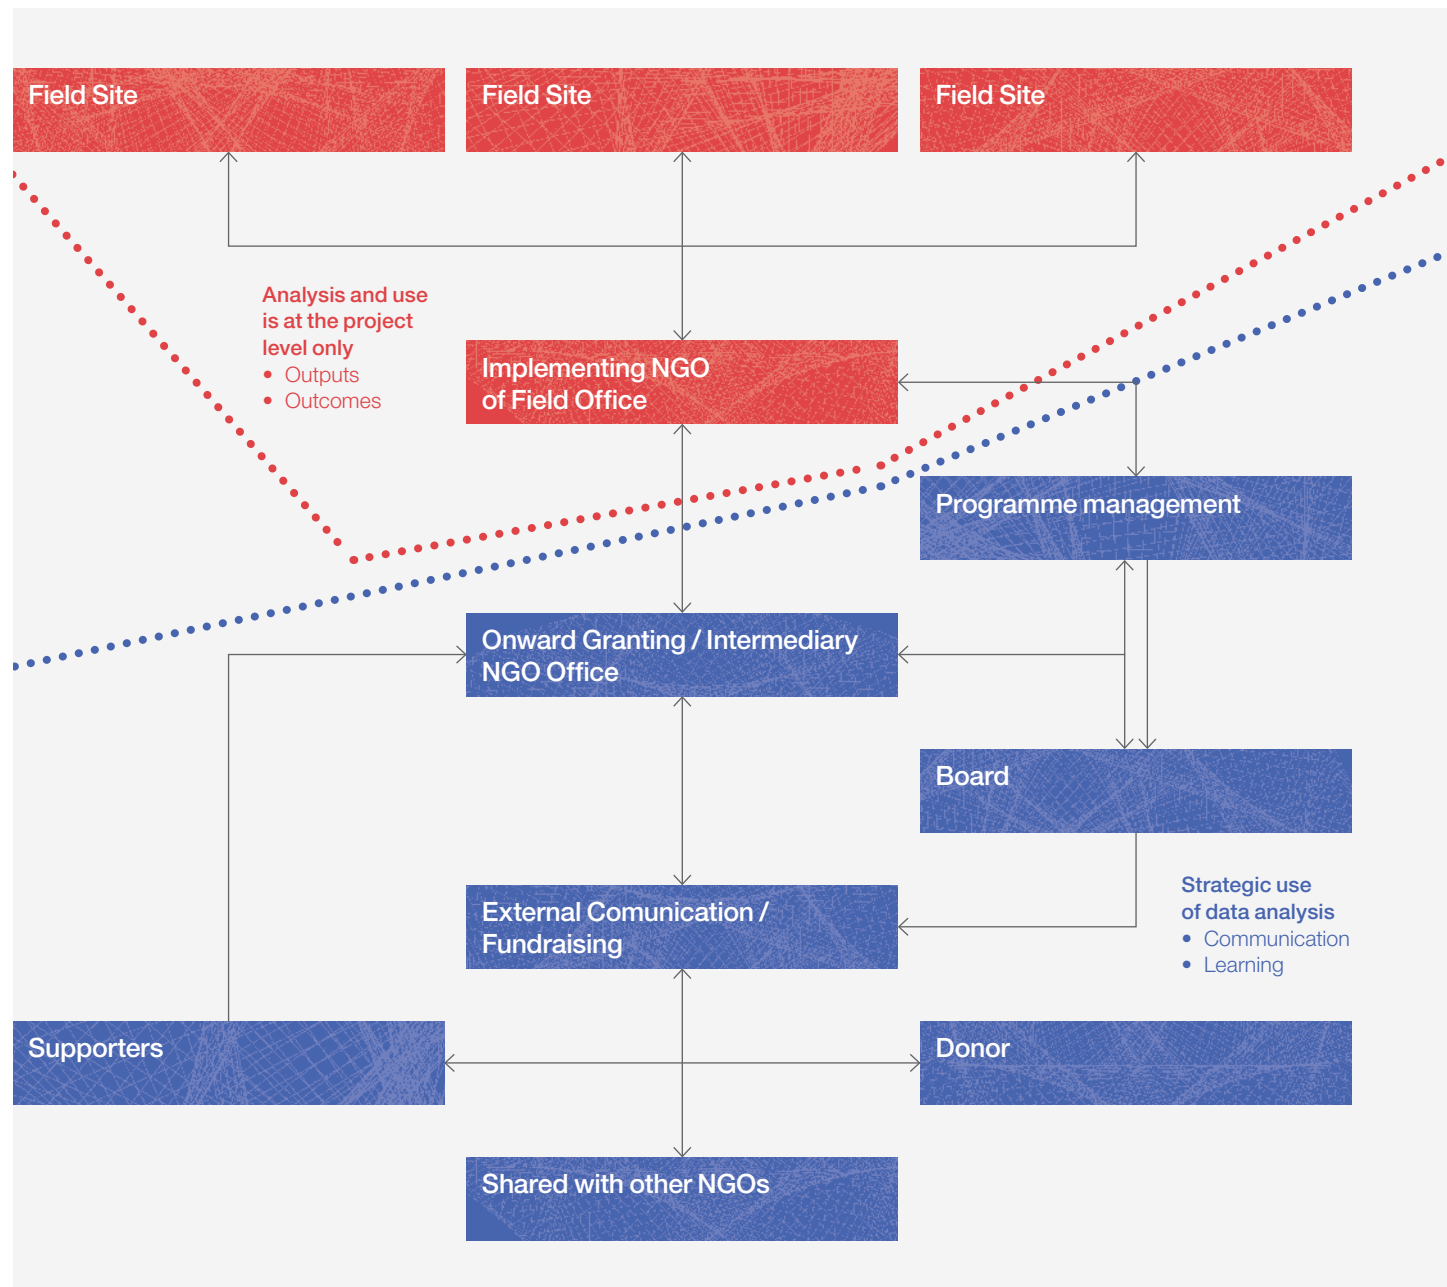 Field Site
Field Site
Field Site
Analysis and use
is at the project
level only
• Outputs
• Outcomes
Implementing NGO
of Field Office
Programme management
Onward Granting / Intermediary
NGO Office
Board
External Comunication /
Fundraising
Strategic use
of data analysis
• Communication
• Learning
Supporters
Donor
Shared with other NGOs